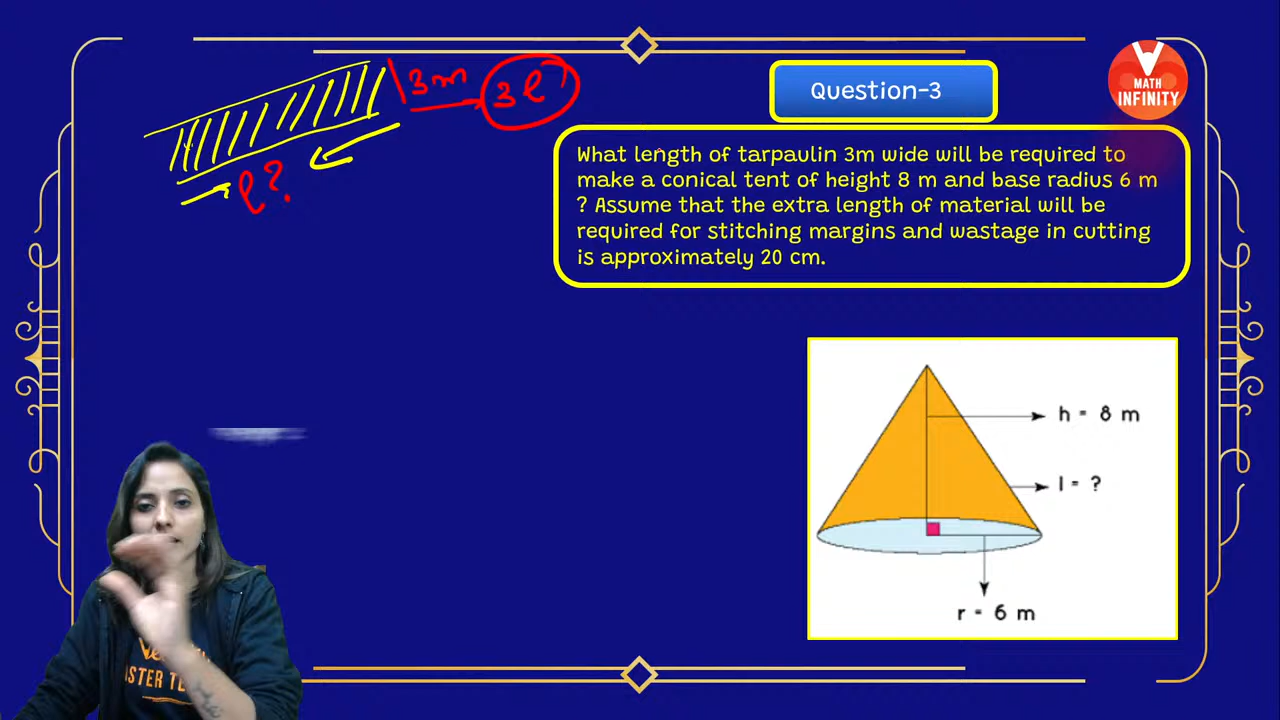 3m
3l
l?
Question-3
MATH
INFINITY
What length of tarpaulin 3m wide will be required to
make a conical tent of height 8 m and base radius 6 m
? Assume that the extra length of material will be
required for stitching margins and wastage in cutting
is approximately 20 cm.
h = 8 m
l = ?
r = 6 m